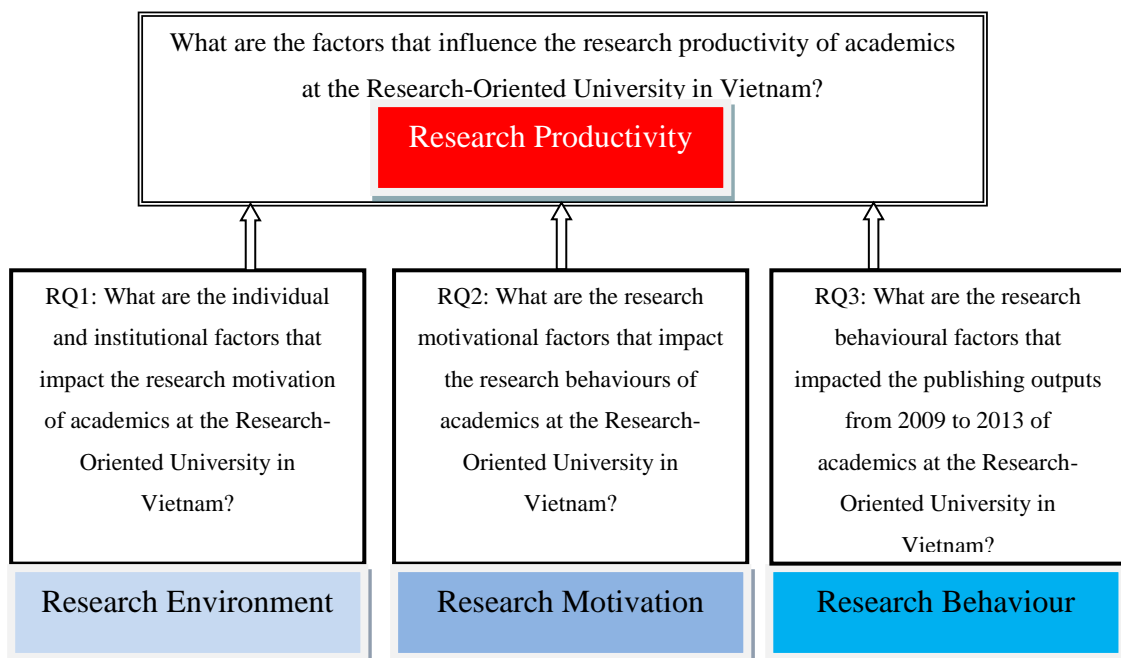 What are the factors that influence the research productivity of academics
at the Research-Oriented University in Vietnam?
Research Productivity
RQ1: What are the individual
and institutional factors that
impact the research motivation
of academics at the Research-
Oriented University in
Vietnam?
Research Environment
RQ2: What are the research
motivational factors that impact
the research behaviours of
academics at the Research-
Oriented University in
Vietnam?
Research Motivation
RQ3: What are the research
behavioural factors that
impacted the publishing outputs
from 2009 to 2013 of
academics at the Research-
Oriented University in
Vietnam?
Research Behaviour